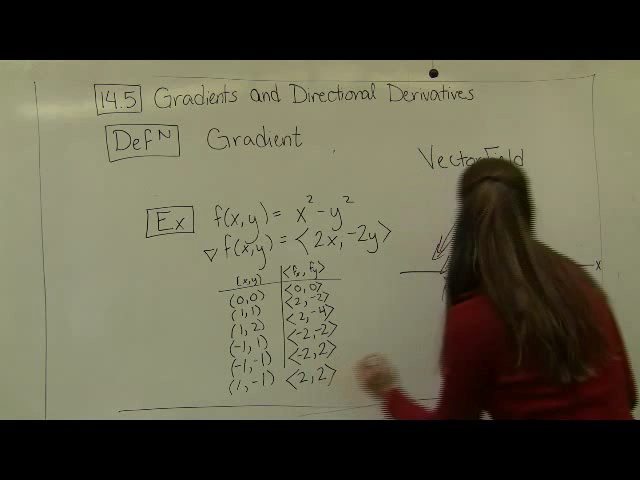 14.5 Gradients and Directional Derivatives
Defᴺ Gradient
Vector Field
Ex f(x,y) = x² - y²
▽f(x,y) = <2x, -2y>
(x,y) <fx, fy>
(0,0) <0, 0>
(1,1) <2, -2>
(1,2) <2, -4>
(-1,1) <-2,-2>
(-1,-1) <-2,2>
(1,-1) <2,2>
x